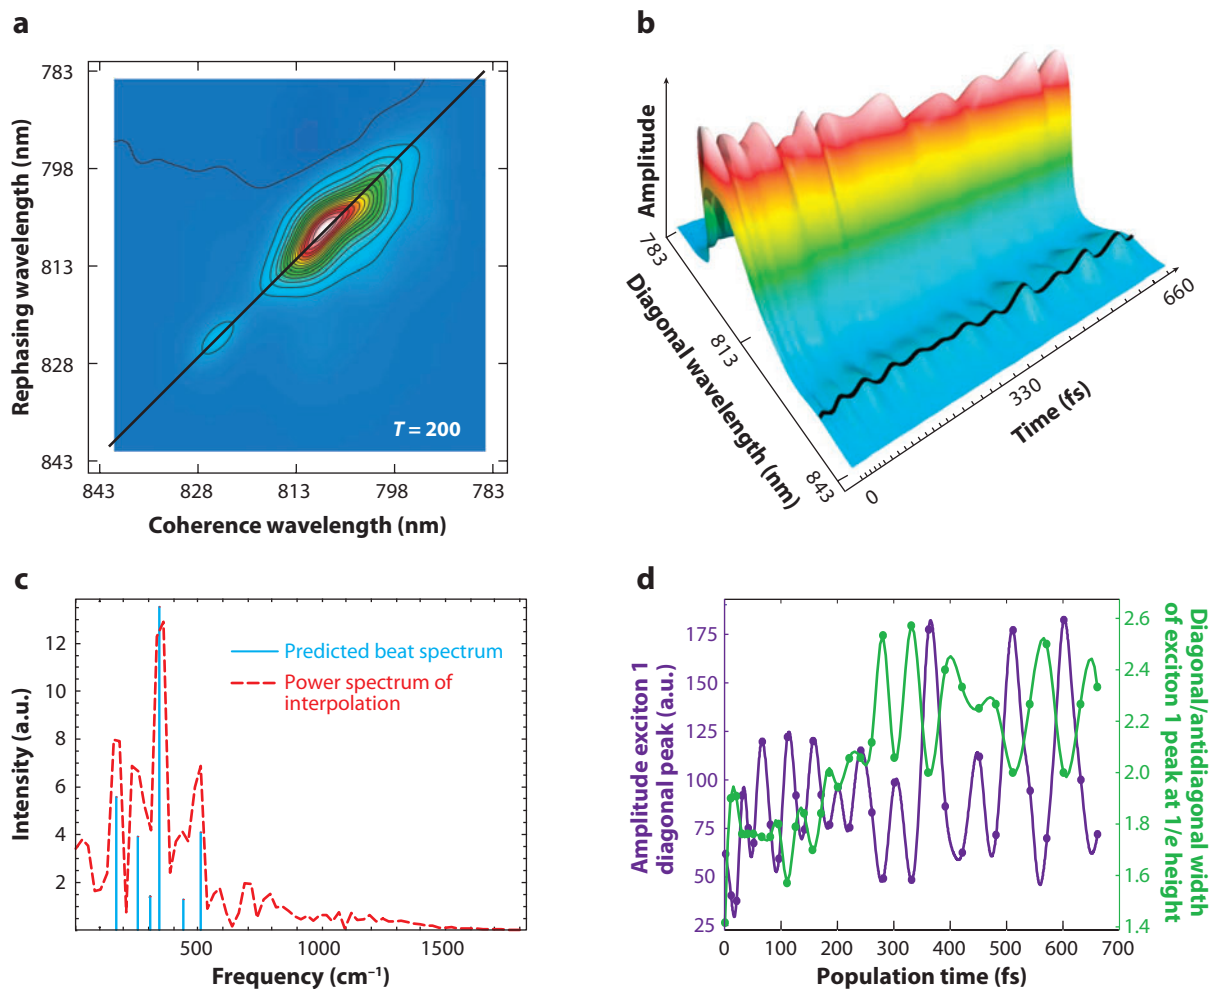 a
783
798
813
828
843
Rephasing wavelength (nm)
T = 200
843
828
813
798
783
Coherence wavelength (nm)
b
Amplitude
783
813
843
Diagonal wavelength (nm)
0
330
660
Time (fs)
c
12
10
8
6
4
2
Intensity (a.u.)
Predicted beat spectrum
Power spectrum of
interpolation
500
1000
1500
Frequency (cm⁻¹)
d
175
150
125
100
75
50
25
Amplitude exciton 1
diagonal peak (a.u.)
2.6
2.4
2.2
2.0
1.8
1.6
1.4
Diagonal/antidiagonal width
of exciton 1 peak at 1/e height
0
100
200
300
400
500
600
700
Population time (fs)